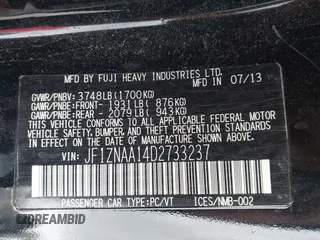 MFD BY FUJI HEAVY INDUSTRIES LTD.
07/13
GVWR/PNBV: 3748LB(1700KG)
GAWR/PNBE:FRONT- 1931LB( 876KG)
GAWR/PNBE:REAR - 2079LB( 943KG)
THIS VEHICLE CONFORMS TO ALL APPLICABLE
FEDERAL MOTOR VEHICLE SAFETY, BUMPER,
AND THEFT PREVENTION STANDARDS IN
EFFECT ON THE DATE OF MANUFACTURE
SHOWN ABOVE.
VIN: JF1ZNAA14D2733237
PASSENGER CAR TYPE:PC/VT ICES/NMB-002
DREAMBID